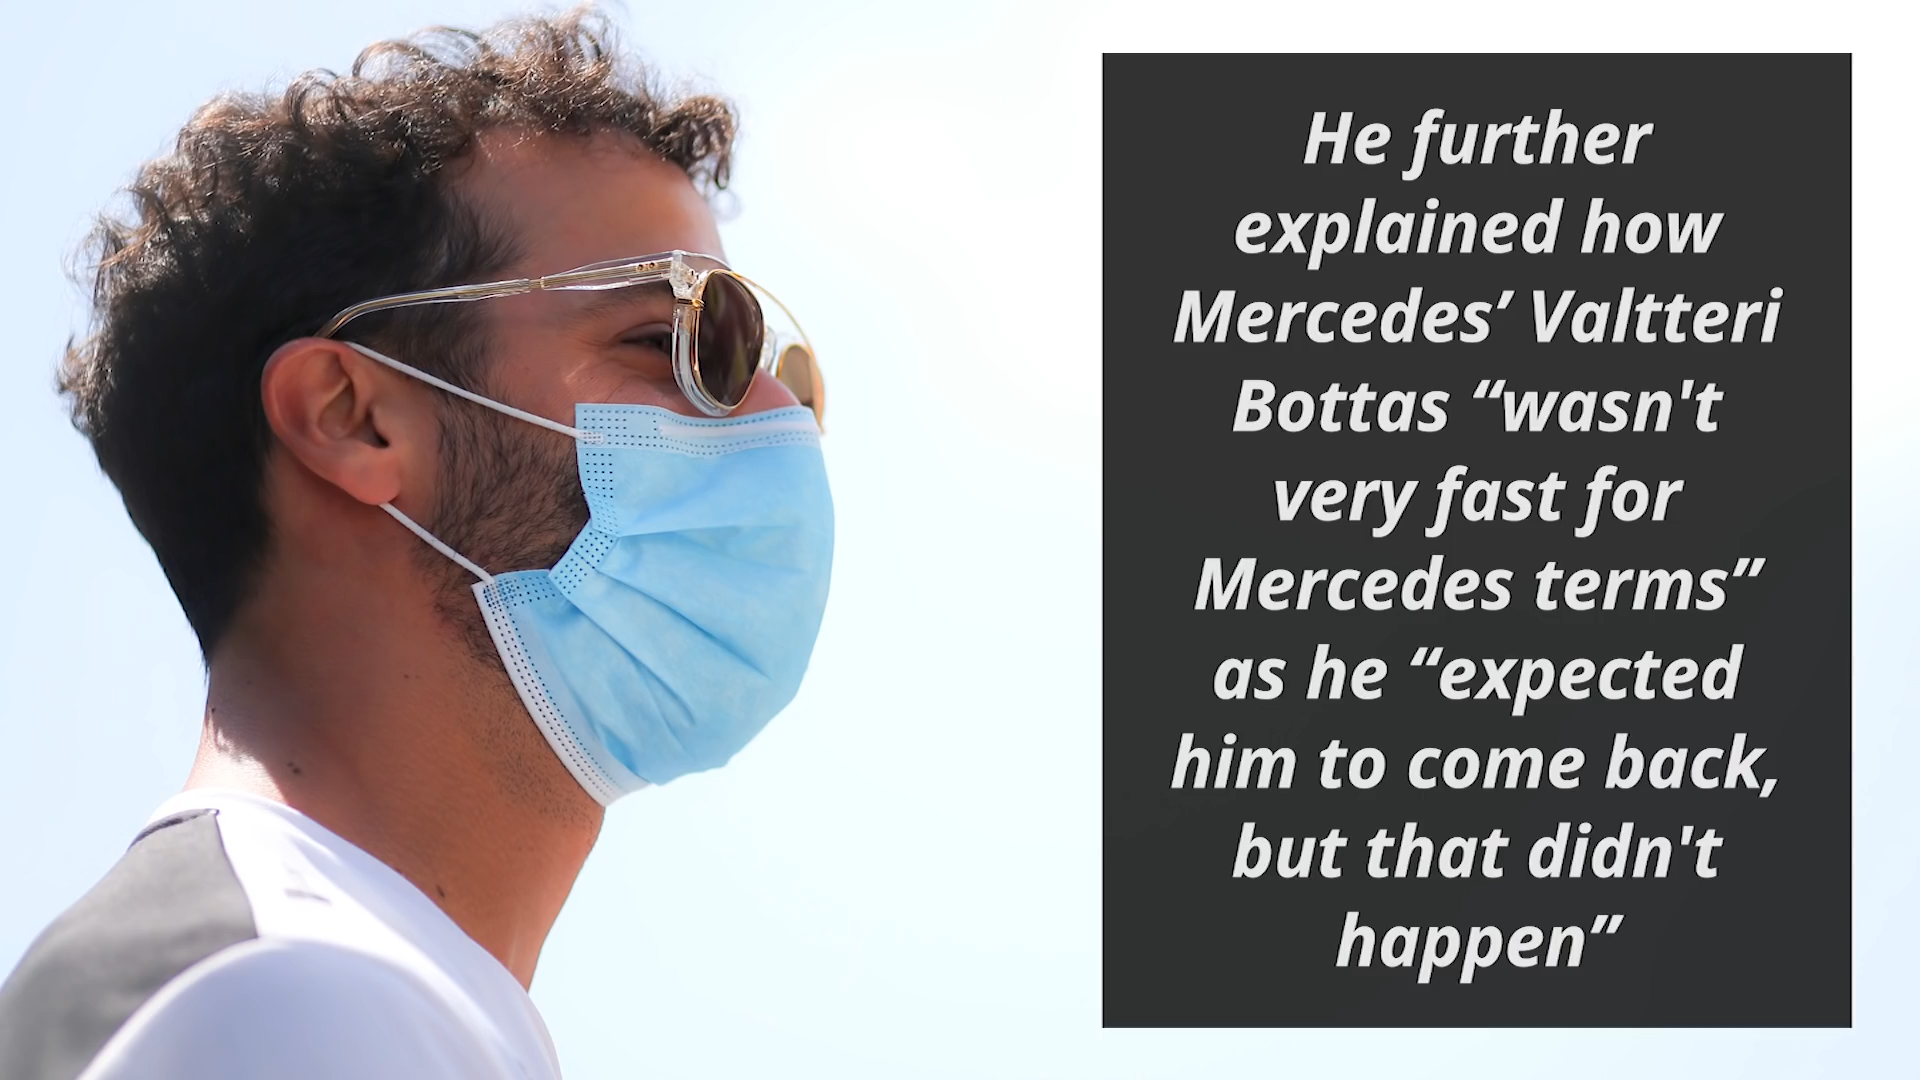 He further
explained how
Mercedes’ Valtteri
Bottas “wasn't
very fast for
Mercedes terms”
as he “expected
him to come back,
but that didn't
happen”